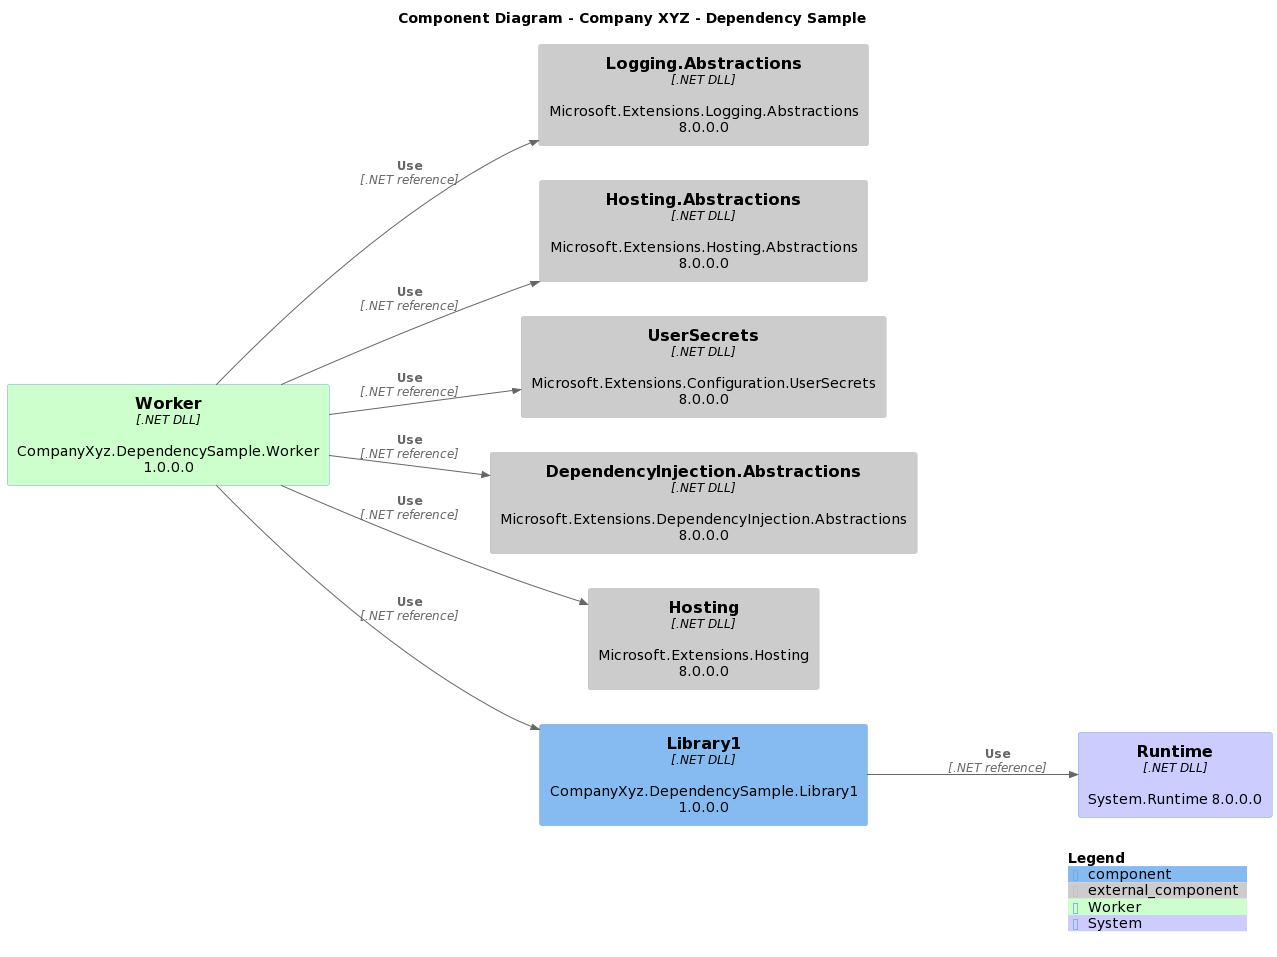 Component Diagram - Company XYZ - Dependency Sample
Logging.Abstractions
[.NET DLL]
Microsoft.Extensions.Logging.Abstractions
8.0.0.0
Use
[.NET reference]
Hosting.Abstractions
[.NET DLL]
Microsoft.Extensions.Hosting.Abstractions
8.0.0.0
Use
[.NET reference]
UserSecrets
[.NET DLL]
Microsoft.Extensions.Configuration.UserSecrets
8.0.0.0
Use
[.NET reference]
Worker
[.NET DLL]
CompanyXyz.DependencySample.Worker
1.0.0.0
Use
[.NET reference]
DependencyInjection.Abstractions
[.NET DLL]
Microsoft.Extensions.DependencyInjection.Abstractions
8.0.0.0
Use
[.NET reference]
Hosting
[.NET DLL]
Microsoft.Extensions.Hosting
8.0.0.0
Use
[.NET reference]
Library1
[.NET DLL]
CompanyXyz.DependencySample.Library1
1.0.0.0
Use
[.NET reference]
Runtime
[.NET DLL]
System.Runtime 8.0.0.0
Legend
component
external_component
Worker
System